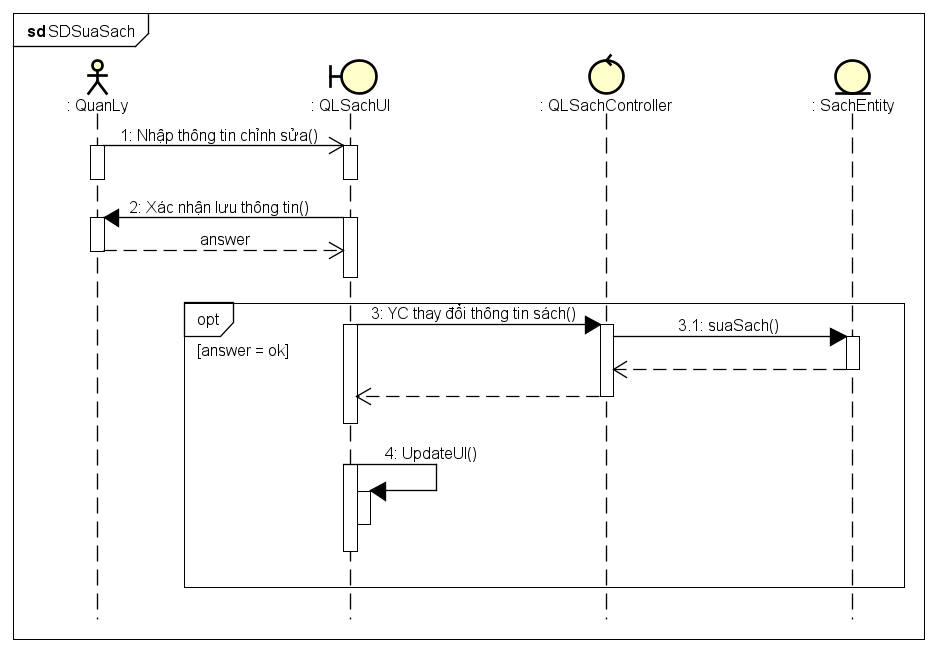 sd SDSuaSach
: QuanLy
: QLSachUI
: QLSachController
: SachEntity
1: Nhập thông tin chỉnh sửa()
2: Xác nhận lưu thông tin()
answer
opt
[answer = ok]
3: YC thay đổi thông tin sách()
3.1: suaSach()
4: UpdateUI()